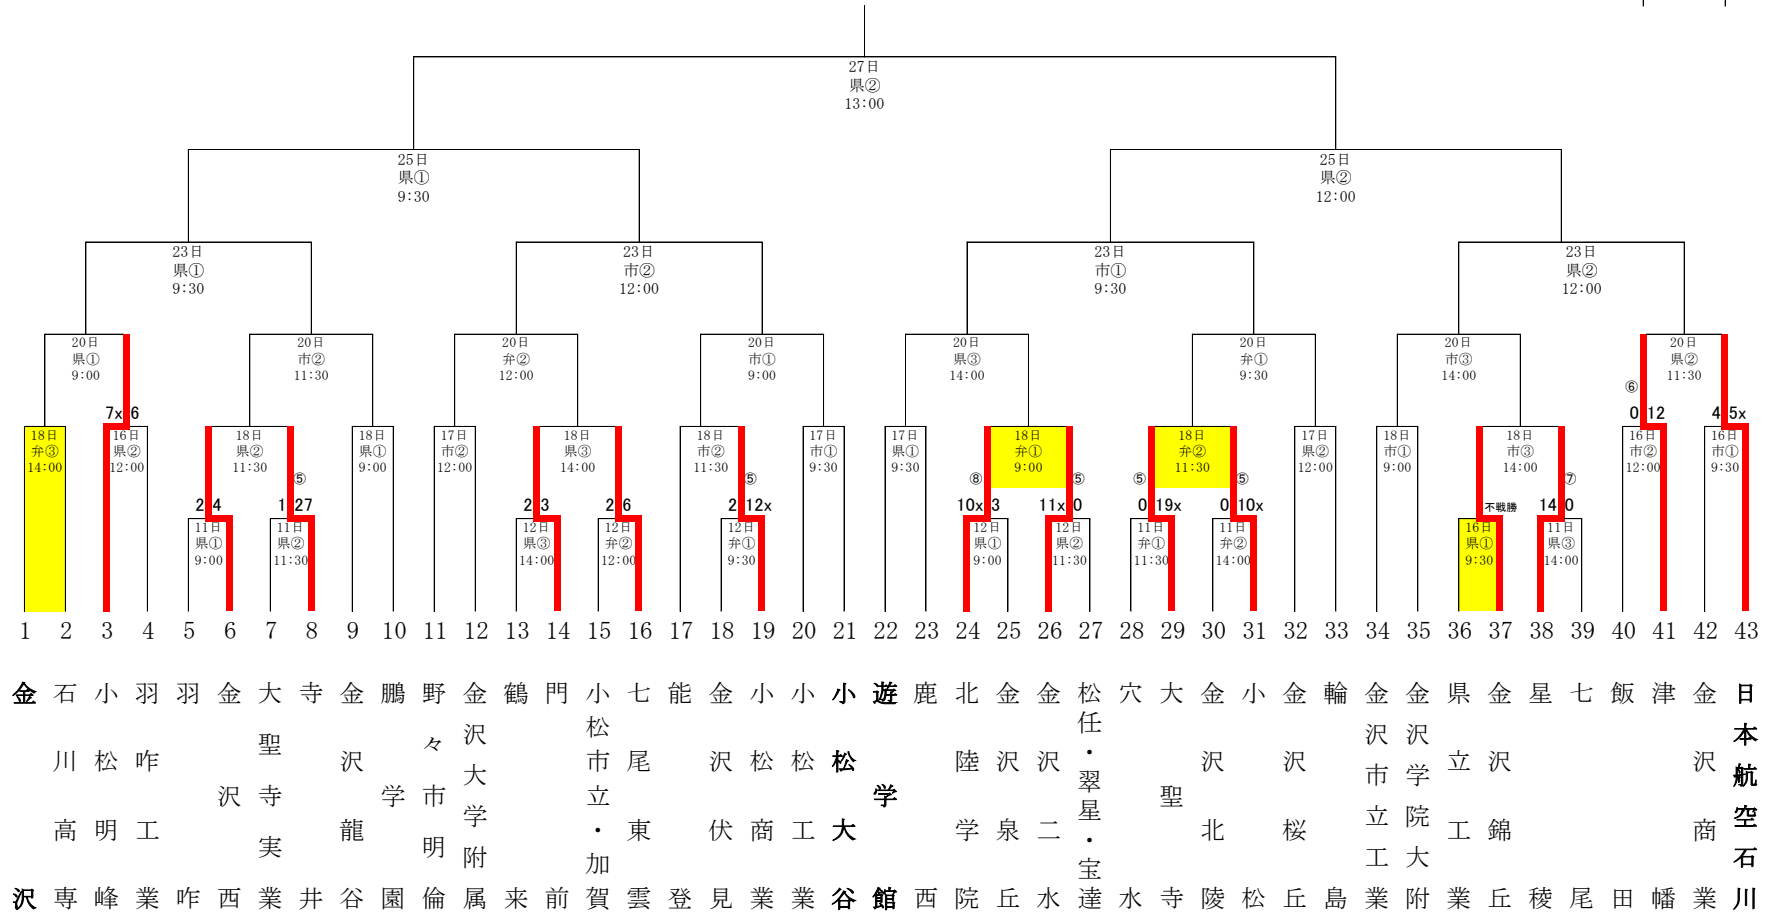 27日
県②
13:00
25日
県①
9:30
25日
県②
12:00
23日
県①
9:30
23日
市②
12:00
23日
市①
9:30
23日
県②
12:00
20日
県①
9:00
20日
市②
11:30
20日
弁②
12:00
20日
市①
9:00
20日
県③
14:00
20日
弁①
9:30
20日
市③
14:00
20日
県②
11:30
⑥
7x 6
0 12
4 5x
18日
弁③
14:00
16日
県②
12:00
18日
県②
11:30
18日
県①
9:00
17日
市②
12:00
18日
県③
14:00
18日
市②
11:30
17日
市①
9:30
17日
県①
9:30
18日
弁①
9:00
18日
弁②
11:30
17日
県②
12:00
18日
市①
9:00
18日
市③
14:00
16日
市②
12:00
16日
市①
9:30
⑤
⑤
⑧
⑤
⑤
⑤
⑦
2 4
1 27
2 3
2 6
2 12x
10x 3
11x 0
0 19x
0 10x
不戦勝
14 0
11日
県①
9:00
11日
県②
11:30
12日
県③
14:00
12日
弁②
12:00
12日
弁①
9:30
12日
県①
9:00
12日
県②
11:30
11日
弁①
11:30
11日
弁②
14:00
16日
県①
9:30
11日
県③
14:00
1 2 3 4 5 6 7 8 9 10 11 12 13 14 15 16 17 18 19 20 21 22 23 24 25 26 27 28 29 30 31 32 33 34 35 36 37 38 39 40 41 42 43
金沢
石川高専
小松明峰
羽咋工業
羽咋
金沢西
大聖寺実業
寺井
金沢龍谷
鵬学園
野々市明倫
金沢大学附属
鶴来
門前
小松市立・加賀
七尾東雲
能登
金沢伏見
小松商業
小松工業
小松大谷
遊学館
鹿西
北陸学院
金沢泉丘
金沢二水
松任・翠星・宝達
穴水
大聖寺
金沢北陵
小松
金沢桜丘
輪島
金沢市立工業
金沢学院大附
県立工業
金沢錦丘
星稜
七尾
飯田
津幡
金沢商業
日本航空石川